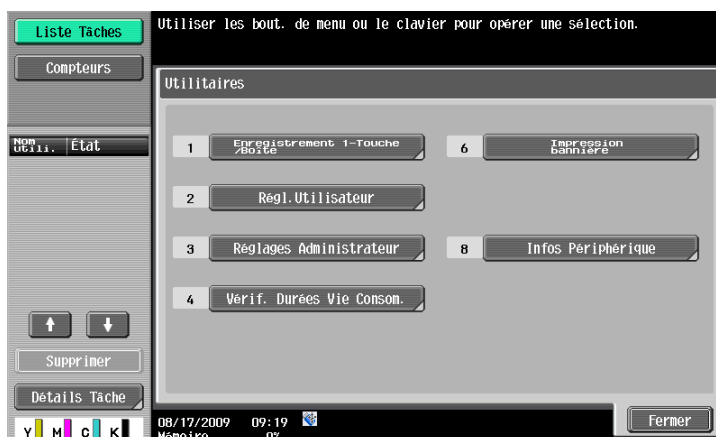 Liste Tâches
Utiliser les bout. de menu ou le clavier pour opérer une sélection.
Compteurs
Utilitaires
Nom
Utili.
État
1
Enregistrement 1-Touche
/Boîte
6
Impression
bannière
2
Régl.Utilisateur
3
Réglages Administrateur
8
Infos Périphérique
4
Vérif. Durées Vie Consom.
Supprimer
Détails Tâche
Y M C K
08/17/2009 09:19
Mémoire 0%
Fermer